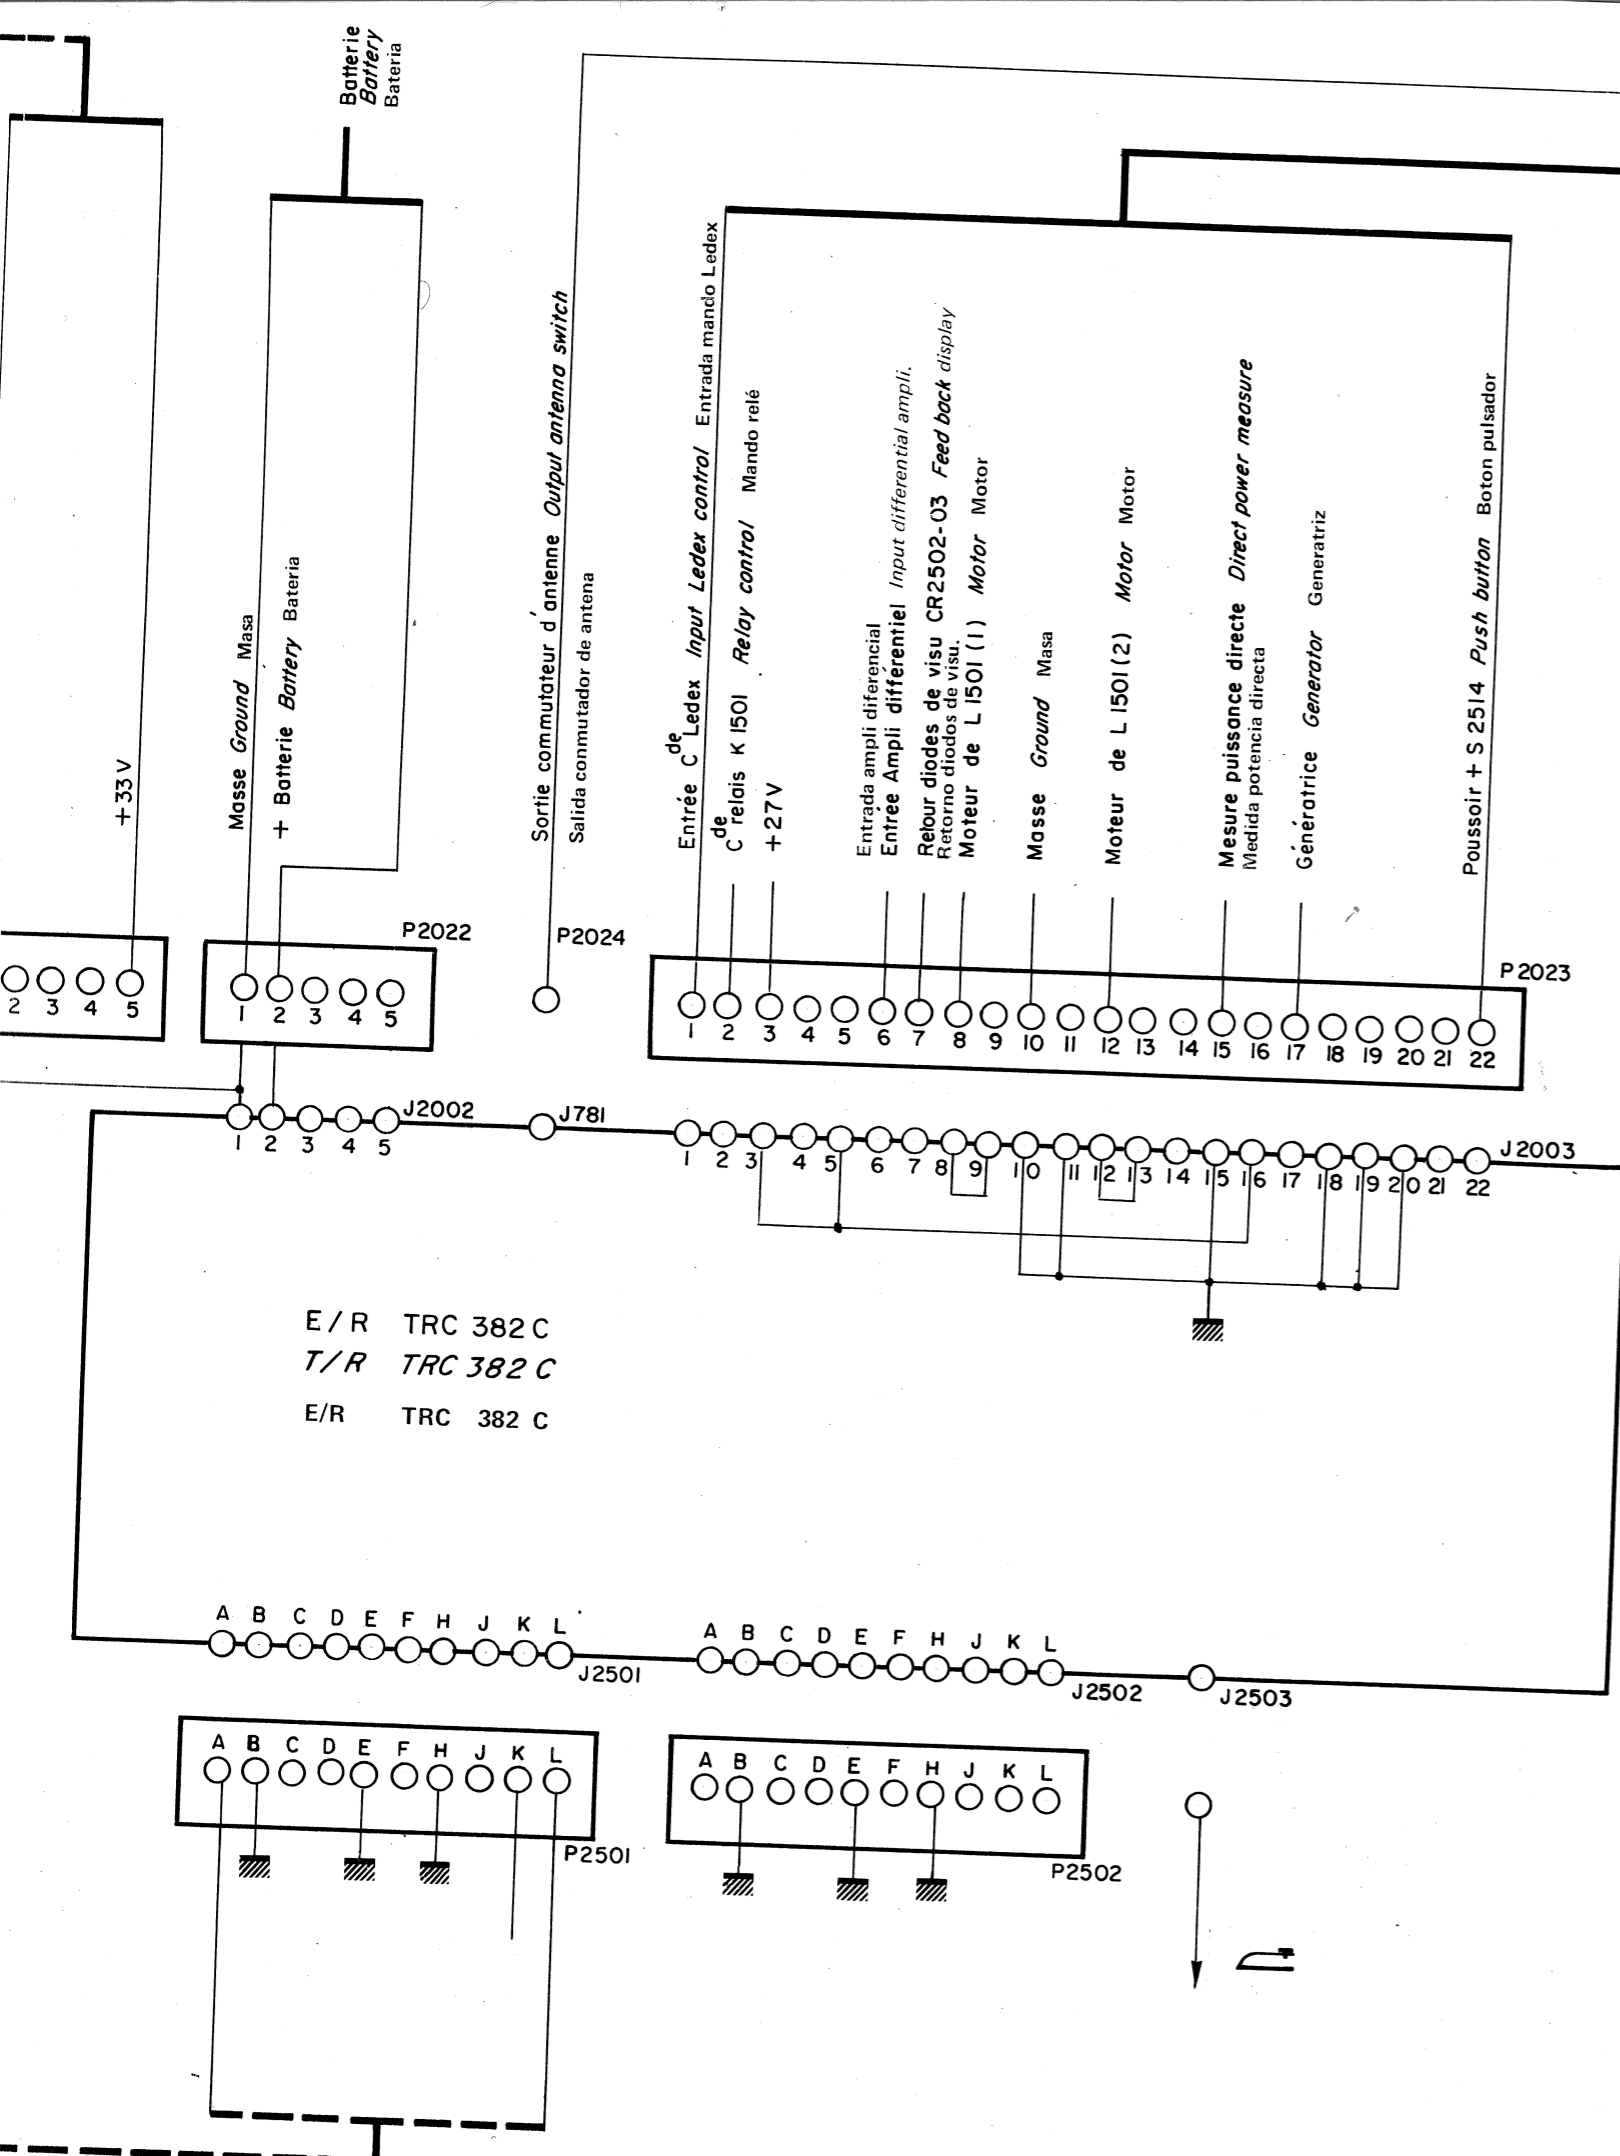 Batterie
Battery
Bateria
+33V
Masse Ground Masa
+ Batterie Battery Bateria
Sortie commutateur d'antenne Output antenna switch
Salida conmutador de antena
Entrée Cde Ledex Input Ledex control Entrada mando Ledex
Cde relais K 1501 Relay control Mando relé
+27V
Entrada ampli diferencial
Entrée Ampli différentiel Input differential ampli.
Retour diodes de visu CR2502-03 Feed back display
Retorno diodos de visu.
Moteur de L 1501 (1) Motor Motor
Masse Ground Masa
Moteur de L 1501 (2) Motor Motor
Mesure puissance directe Direct power measure
Medida potencia directa
Génératrice Generator Generatriz
Poussoir + S 2514 Push button Boton pulsador
P2022
P2024
P2023
2 3 4 5
1 2 3 4 5
1 2 3 4 5 6 7 8 9 10 11 12 13 14 15 16 17 18 19 20 21 22
J2002
J781
J2003
1 2 3 4 5
1 2 3 4 5 6 7 8 9 10 11 12 13 14 15 16 17 18 19 20 21 22
E/R TRC 382 C
T/R TRC 382 C
E/R TRC 382 C
A B C D E F H J K L
J2501
A B C D E F H J K L
J2502
J2503
A B C D E F H J K L
P2501
A B C D E F H J K L
P2502